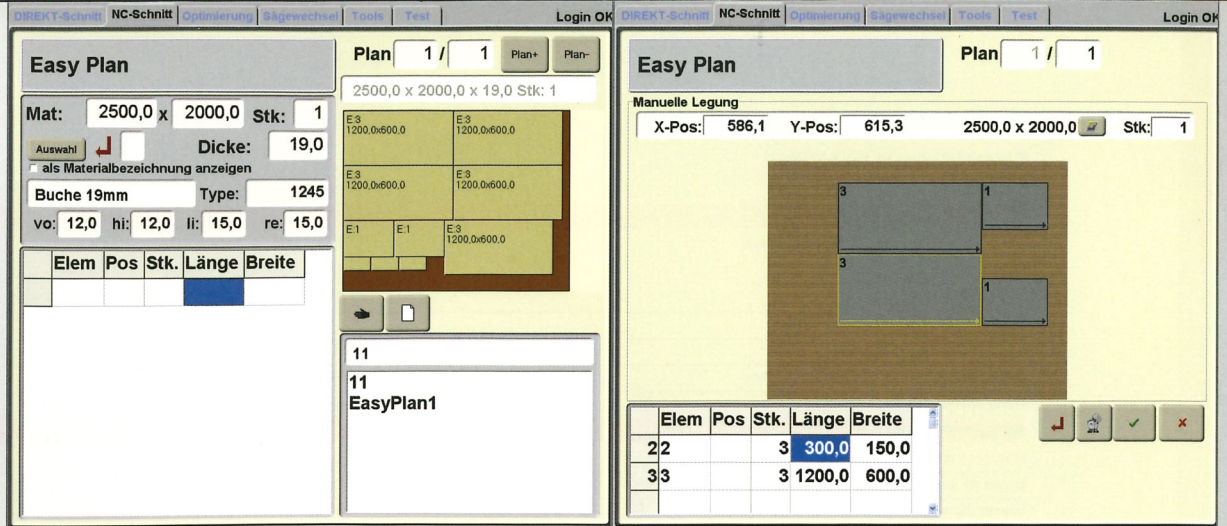 DIREKT-Schnitt NC-Schnitt Optimierung Sägewechsel Tools Test Login OK
Easy Plan
Plan 1 / 1 Plan+ Plan-
2500,0 x 2000,0 x 19,0 Stk: 1
Mat: 2500,0 x 2000,0 Stk: 1
Auswahl Dicke: 19,0
als Materialbezeichnung anzeigen
Buche 19mm Type: 1245
vo: 12,0 hi: 12,0 li: 15,0 re: 15,0
Elem Pos Stk. Länge Breite
E:3 E:3
1200,0x600,0 1200,0x600,0
E:3 E:3
1200,0x600,0 1200,0x600,0
E:1 E:1 E:3
1200,0x600,0
11
11
EasyPlan1
DIREKT-Schnitt NC-Schnitt Optimierung Sägewechsel Tools Test Login OK
Easy Plan
Plan 1 / 1
Manuelle Legung
X-Pos: 586,1 Y-Pos: 615,3 2500,0 x 2000,0 Stk: 1
3 1
3
1
Elem Pos Stk. Länge Breite
2 2 3 300,0 150,0
3 3 3 1200,0 600,0